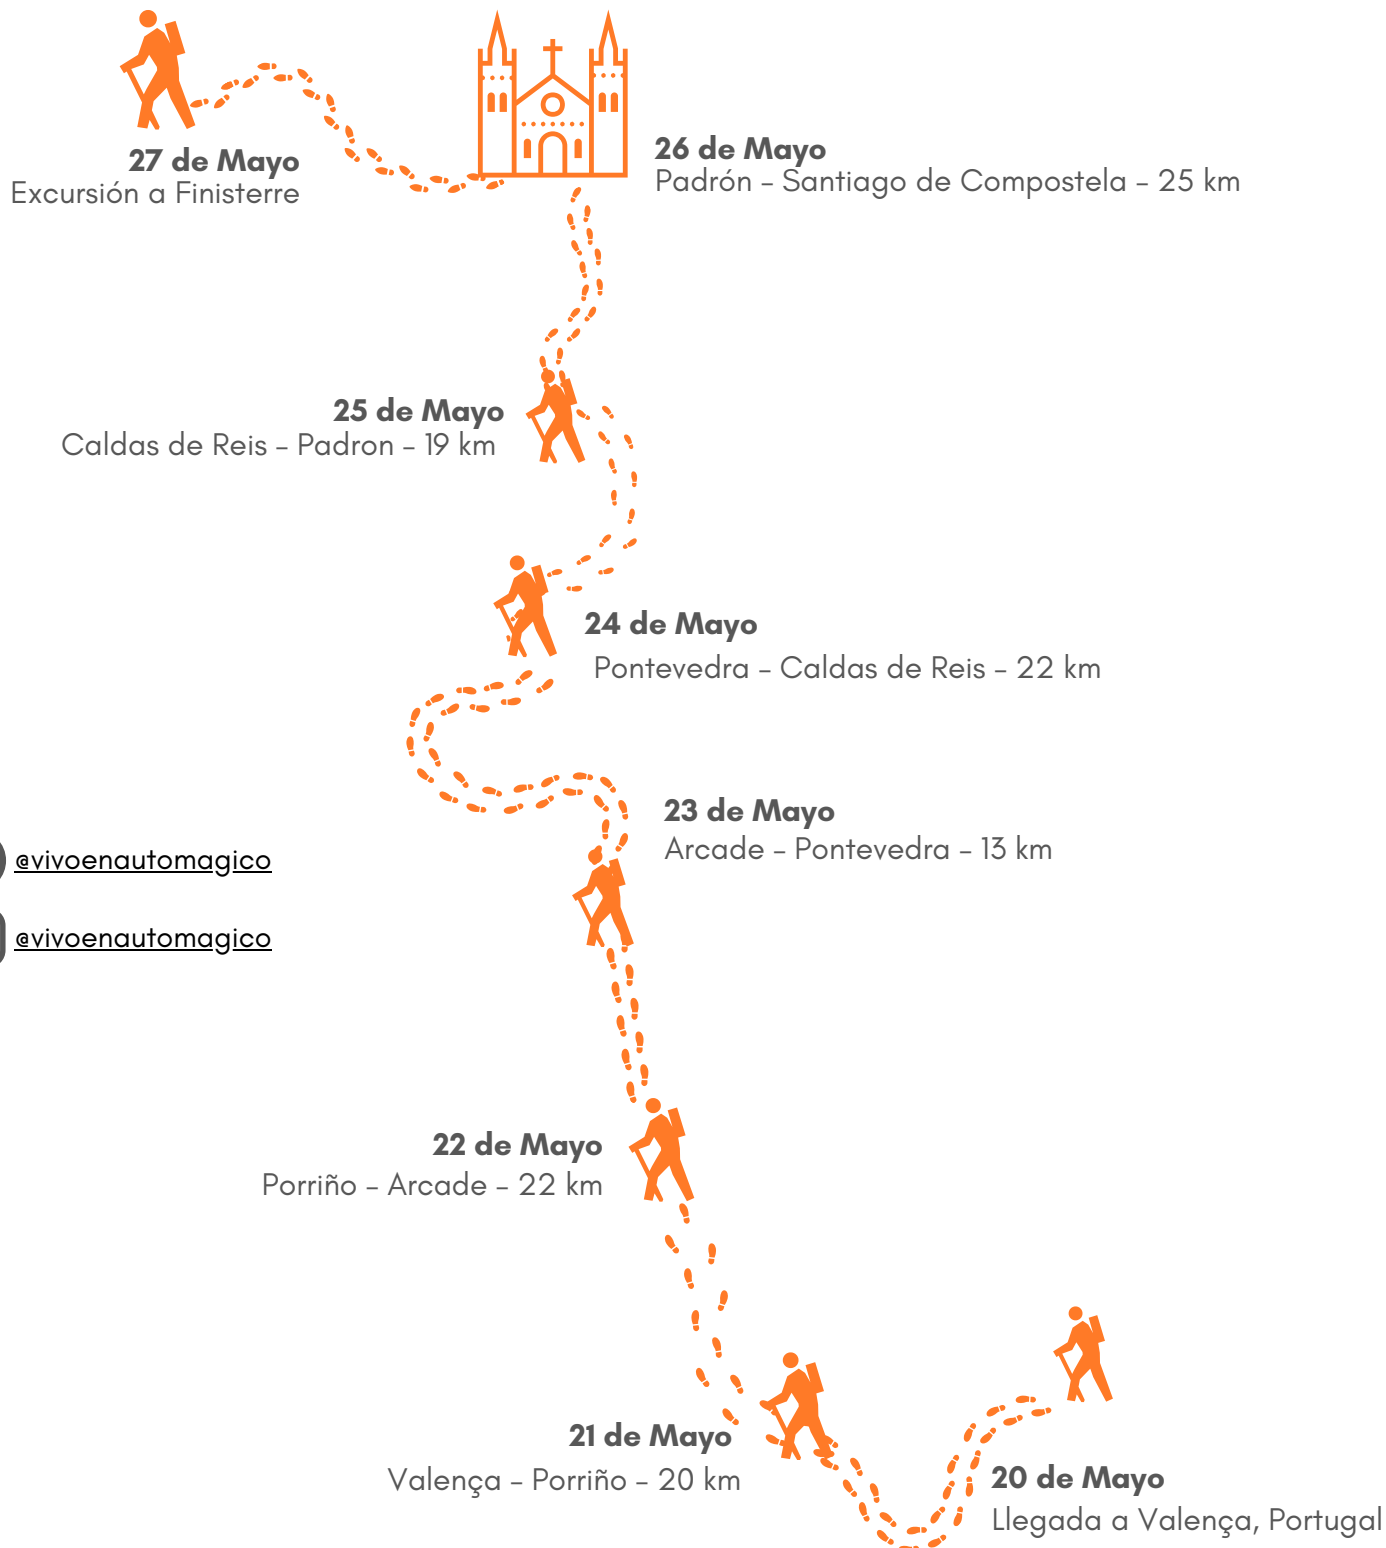 27 de Mayo
Excursión a Finisterre
26 de Mayo
Padrón - Santiago de Compostela - 25 km
25 de Mayo
Caldas de Reis - Padron - 19 km
24 de Mayo
Pontevedra - Caldas de Reis - 22 km
23 de Mayo
Arcade - Pontevedra - 13 km
@vivoenautomagico
@vivoenautomagico
22 de Mayo
Porriño - Arcade - 22 km
21 de Mayo
Valença - Porriño - 20 km
20 de Mayo
Llegada a Valença, Portugal